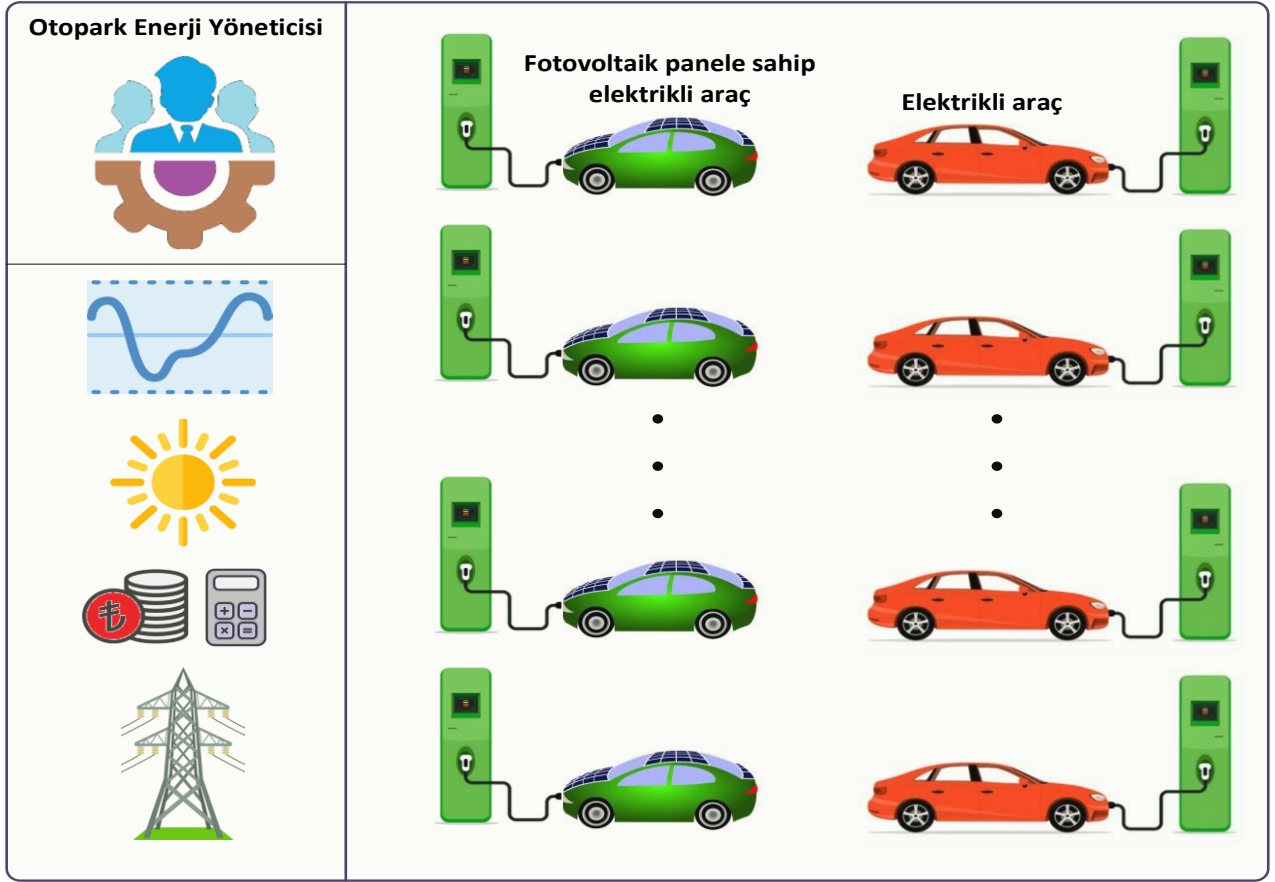 Otopark Enerji Yöneticisi
Fotovoltaik panele sahip
elektrikli araç
Elektrikli araç